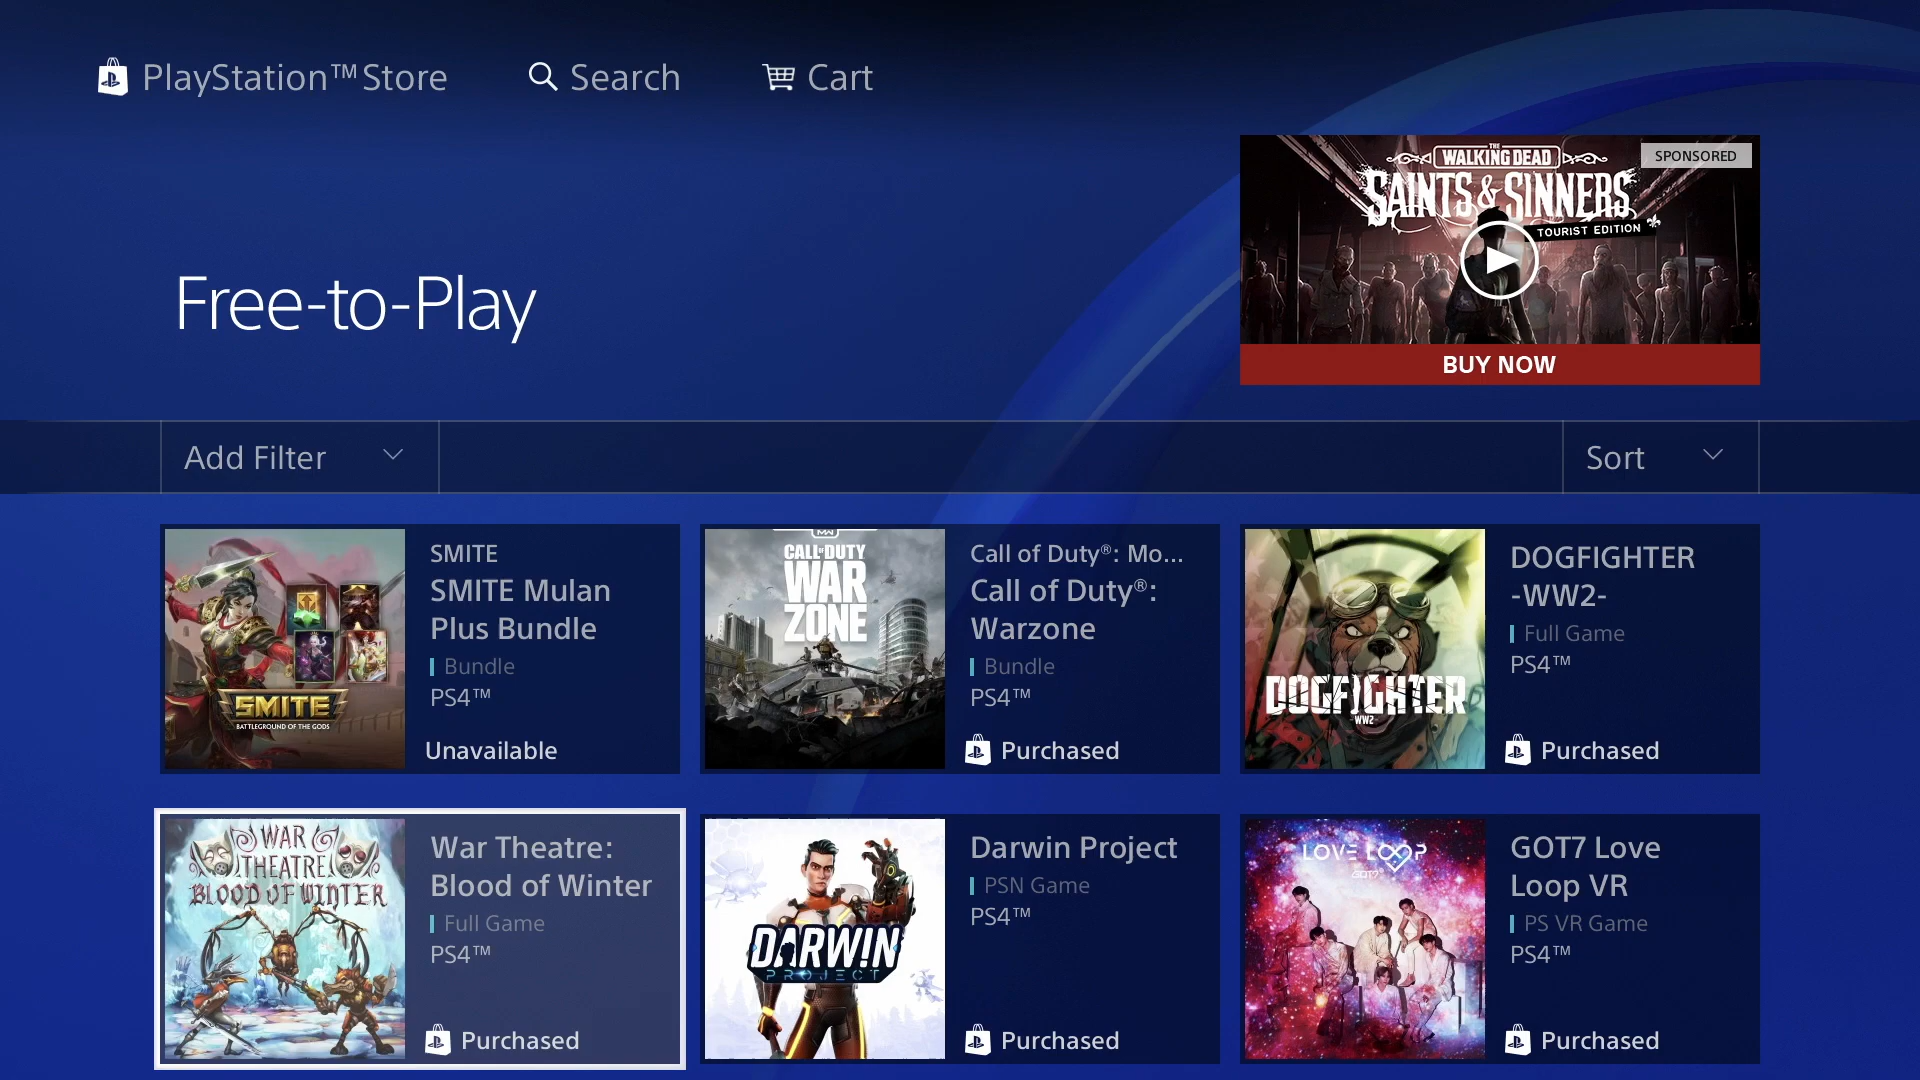 PlayStation™Store
Search
Cart
THE
WALKING DEAD
SAINTS & SINNERS
TOURIST EDITION
SPONSORED
BUY NOW
Free-to-Play
Add Filter
Sort
SMITE
BATTLEGROUND OF THE GODS
SMITE
SMITE Mulan
Plus Bundle
Bundle
PS4™
Unavailable
MW
CALL OF DUTY
WAR
ZONE
Call of Duty®: Mo...
Call of Duty®:
Warzone
Bundle
PS4™
Purchased
DOGFIGHTER
-WW2-
DOGFIGHTER
-WW2-
Full Game
PS4™
Purchased
WAR
THEATRE
BLOOD OF WINTER
War Theatre:
Blood of Winter
Full Game
PS4™
Purchased
DARWIN
PROJECT
Darwin Project
PSN Game
PS4™
Purchased
LOVE LOOP
GOT7
GOT7 Love
Loop VR
PS VR Game
PS4™
Purchased